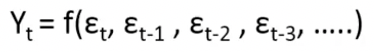 Yₜ = f(εₜ, εₜ₋₁ , εₜ₋₂ , εₜ₋₃, …..)